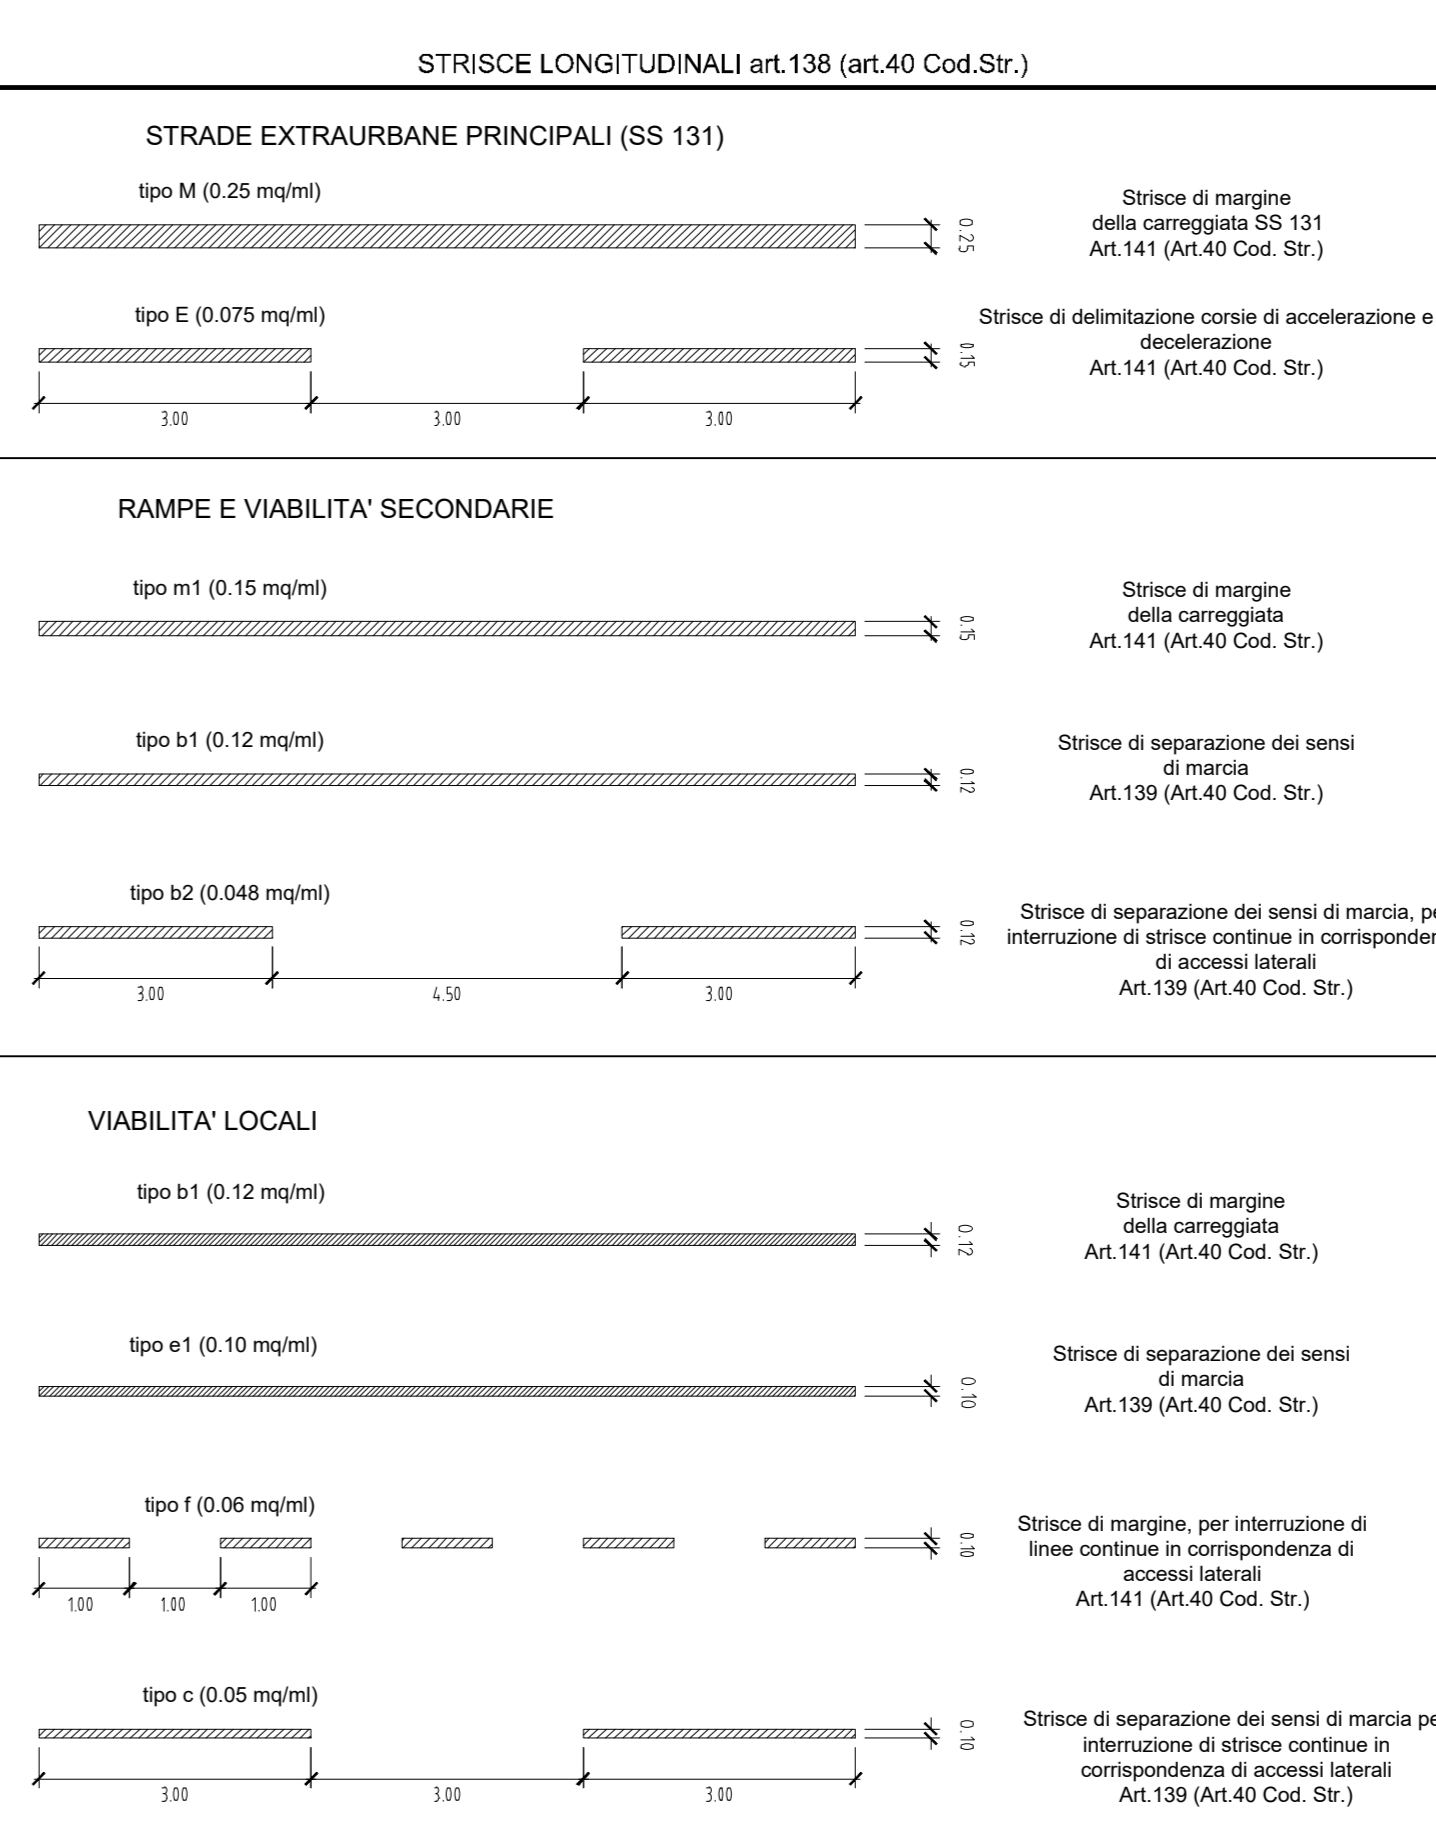 STRISCE LONGITUDINALI art.138 (art.40 Cod.Str.)
STRADE EXTRAURBANE PRINCIPALI (SS 131)
tipo M (0.25 mq/ml)
0.25
Strisce di margine
della carreggiata SS 131
Art.141 (Art.40 Cod. Str.)
tipo E (0.075 mq/ml)
3.00
3.00
3.00
0.15
Strisce di delimitazione corsie di accelerazione e
decelerazione
Art.141 (Art.40 Cod. Str.)
RAMPE E VIABILITA' SECONDARIE
tipo m1 (0.15 mq/ml)
0.15
Strisce di margine
della carreggiata
Art.141 (Art.40 Cod. Str.)
tipo b1 (0.12 mq/ml)
0.12
Strisce di separazione dei sensi
di marcia
Art.139 (Art.40 Cod. Str.)
tipo b2 (0.048 mq/ml)
3.00
4.50
3.00
0.12
Strisce di separazione dei sensi di marcia,
interruzione di strisce continue in
di accessi laterali
Art.139 (Art.40 Cod. Str.)
VIABILITA' LOCALI
tipo b1 (0.12 mq/ml)
0.12
Strisce di margine
della carreggiata
Art.141 (Art.40 Cod. Str.)
tipo e1 (0.10 mq/ml)
0.10
Strisce di separazione dei sensi
di marcia
Art.139 (Art.40 Cod. Str.)
tipo f (0.06 mq/ml)
1.00
1.00
1.00
0.10
Strisce di margine, per interruzione di
linee continue in corrispondenza di
accessi laterali
Art.141 (Art.40 Cod. Str.)
tipo c (0.05 mq/ml)
3.00
3.00
3.00
0.10
Strisce di separazione dei sensi di marcia
interruzione di strisce continue in
corrispondenza di accessi laterali
Art.139 (Art.40 Cod. Str.)